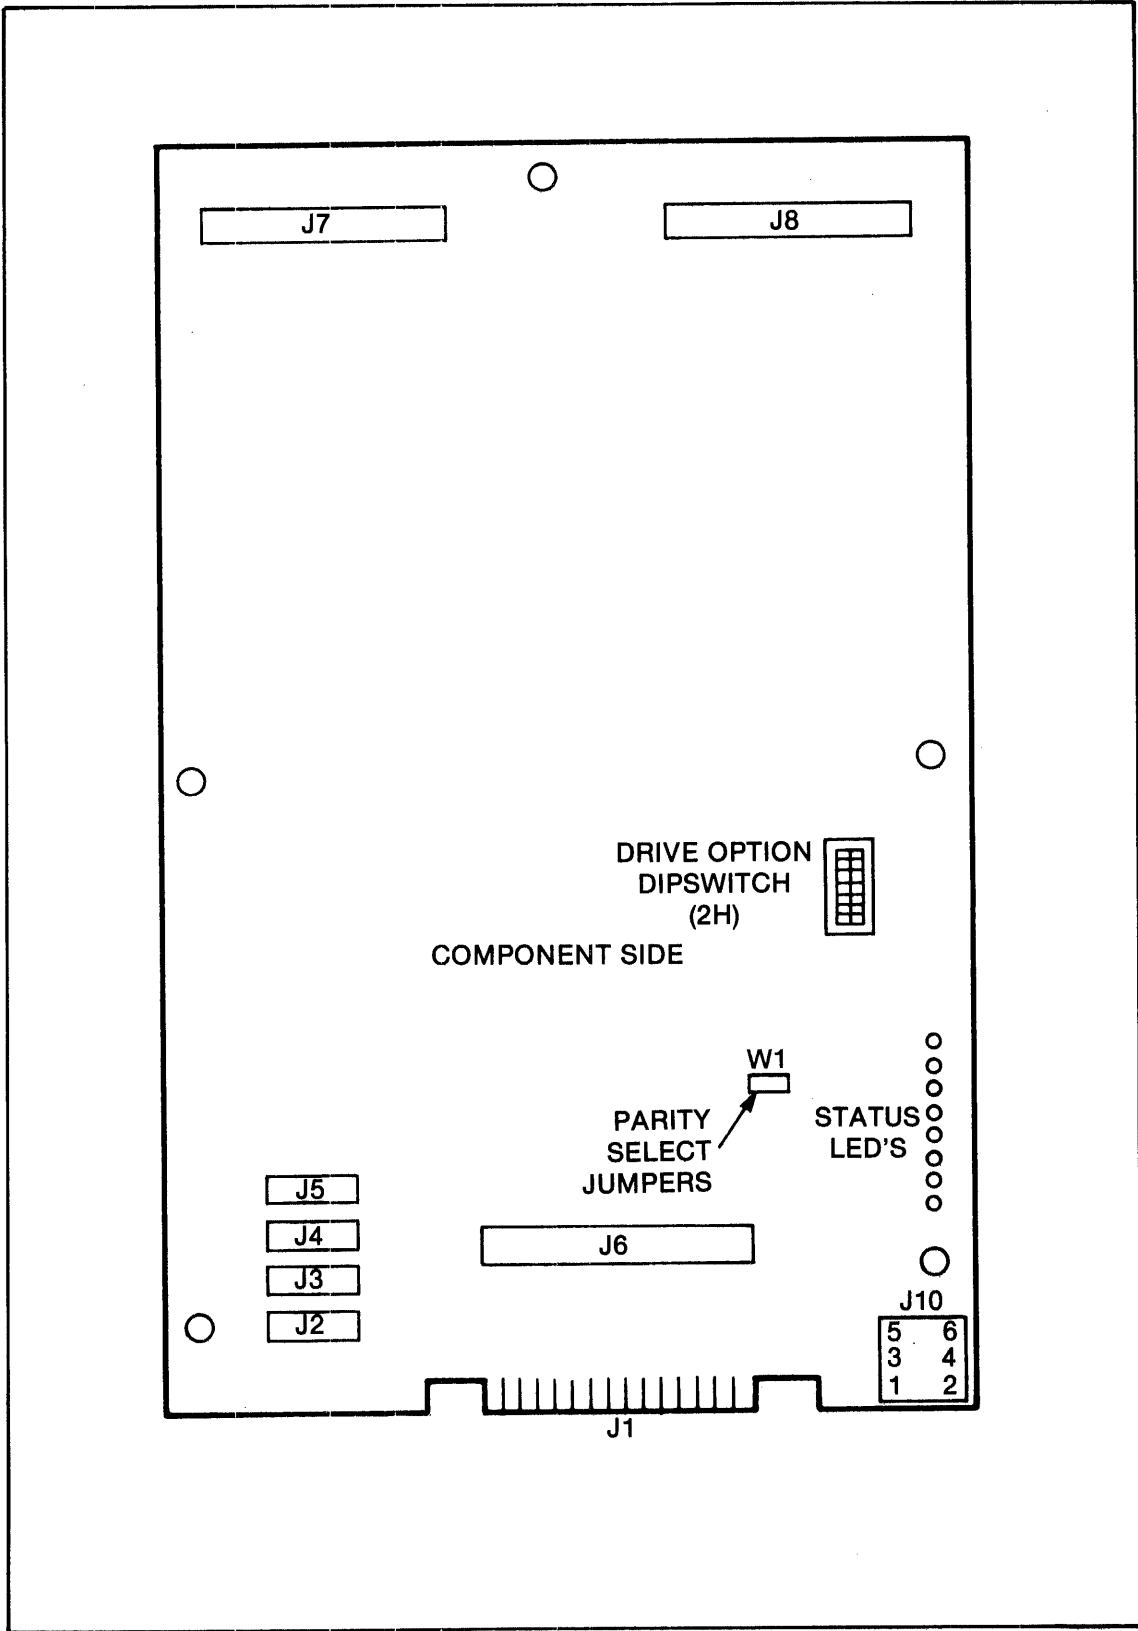 J7
J8
DRIVE OPTION
DIPSWITCH
(2H)
COMPONENT SIDE
W1
PARITY
SELECT
JUMPERS
STATUS
LED'S
J5
J4
J3
J2
J6
J10
5 6
3 4
1 2
J1